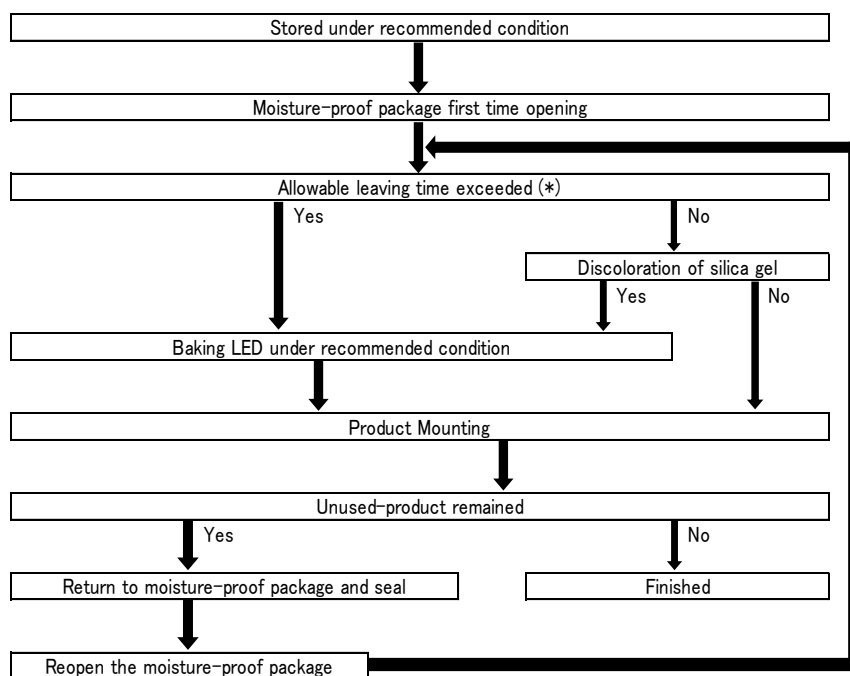 Stored under recommended condition
Moisture-proof package first time opening
Allowable leaving time exceeded (*)
Yes
No
Discoloration of silica gel
Yes
No
Baking LED under recommended condition
Product Mounting
Unused-product remained
Yes
No
Return to moisture-proof package and seal
Finished
Reopen the moisture-proof package